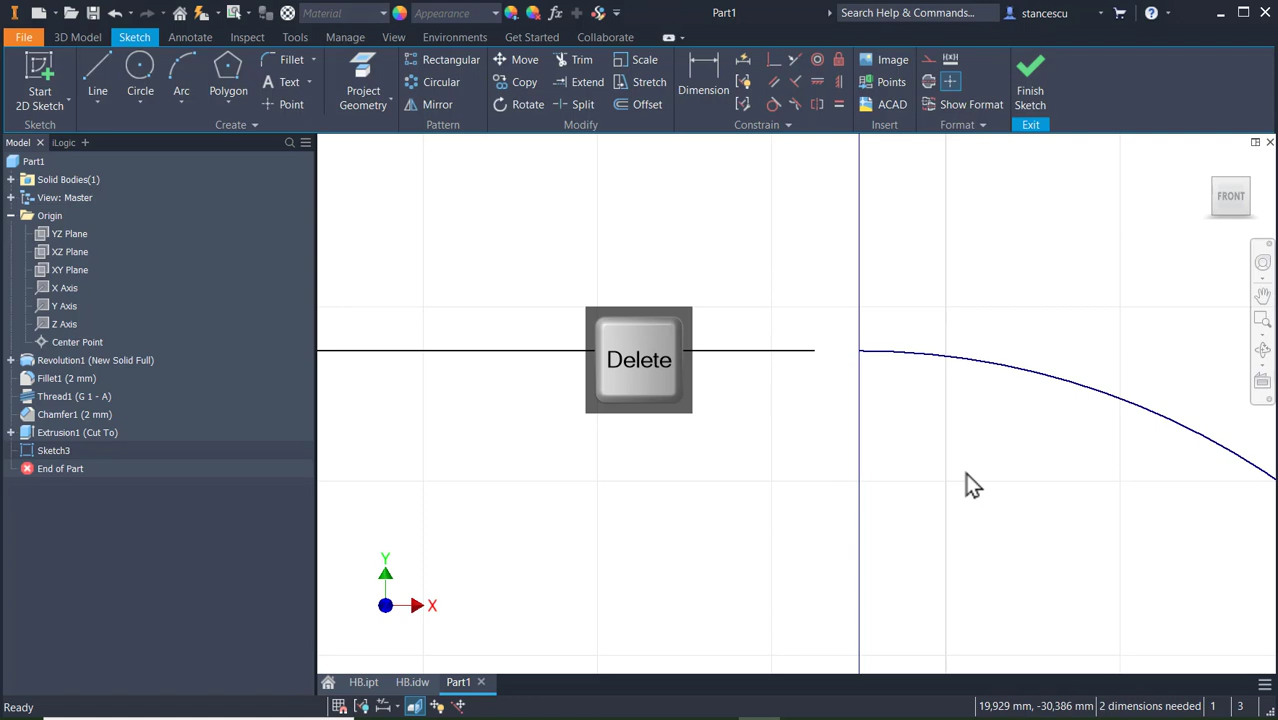 Material
Appearance
Part1
Search Help & Commands...
stancescu
File
3D Model
Sketch
Annotate
Inspect
Tools
Manage
View
Environments
Get Started
Collaborate
Start
2D Sketch
Line
Circle
Arc
Polygon
Fillet
Text
Point
Project
Geometry
Rectangular
Circular
Mirror
Move
Copy
Rotate
Trim
Extend
Split
Scale
Stretch
Offset
Dimension
Image
Points
ACAD
Show Format
Finish
Sketch
Sketch
Create
Pattern
Modify
Constrain
Insert
Format
Exit
Model
iLogic
Part1
Solid Bodies(1)
View: Master
Origin
YZ Plane
XZ Plane
XY Plane
X Axis
Y Axis
Z Axis
Center Point
Revolution1 (New Solid Full)
Fillet1 (2 mm)
Thread1 (G 1 - A)
Chamfer1 (2 mm)
Extrusion1 (Cut To)
Sketch3
End of Part
FRONT
Delete
Y
X
HB.ipt
HB.idw
Part1
Ready
19,929 mm, -30,386 mm
2 dimensions needed
1
3